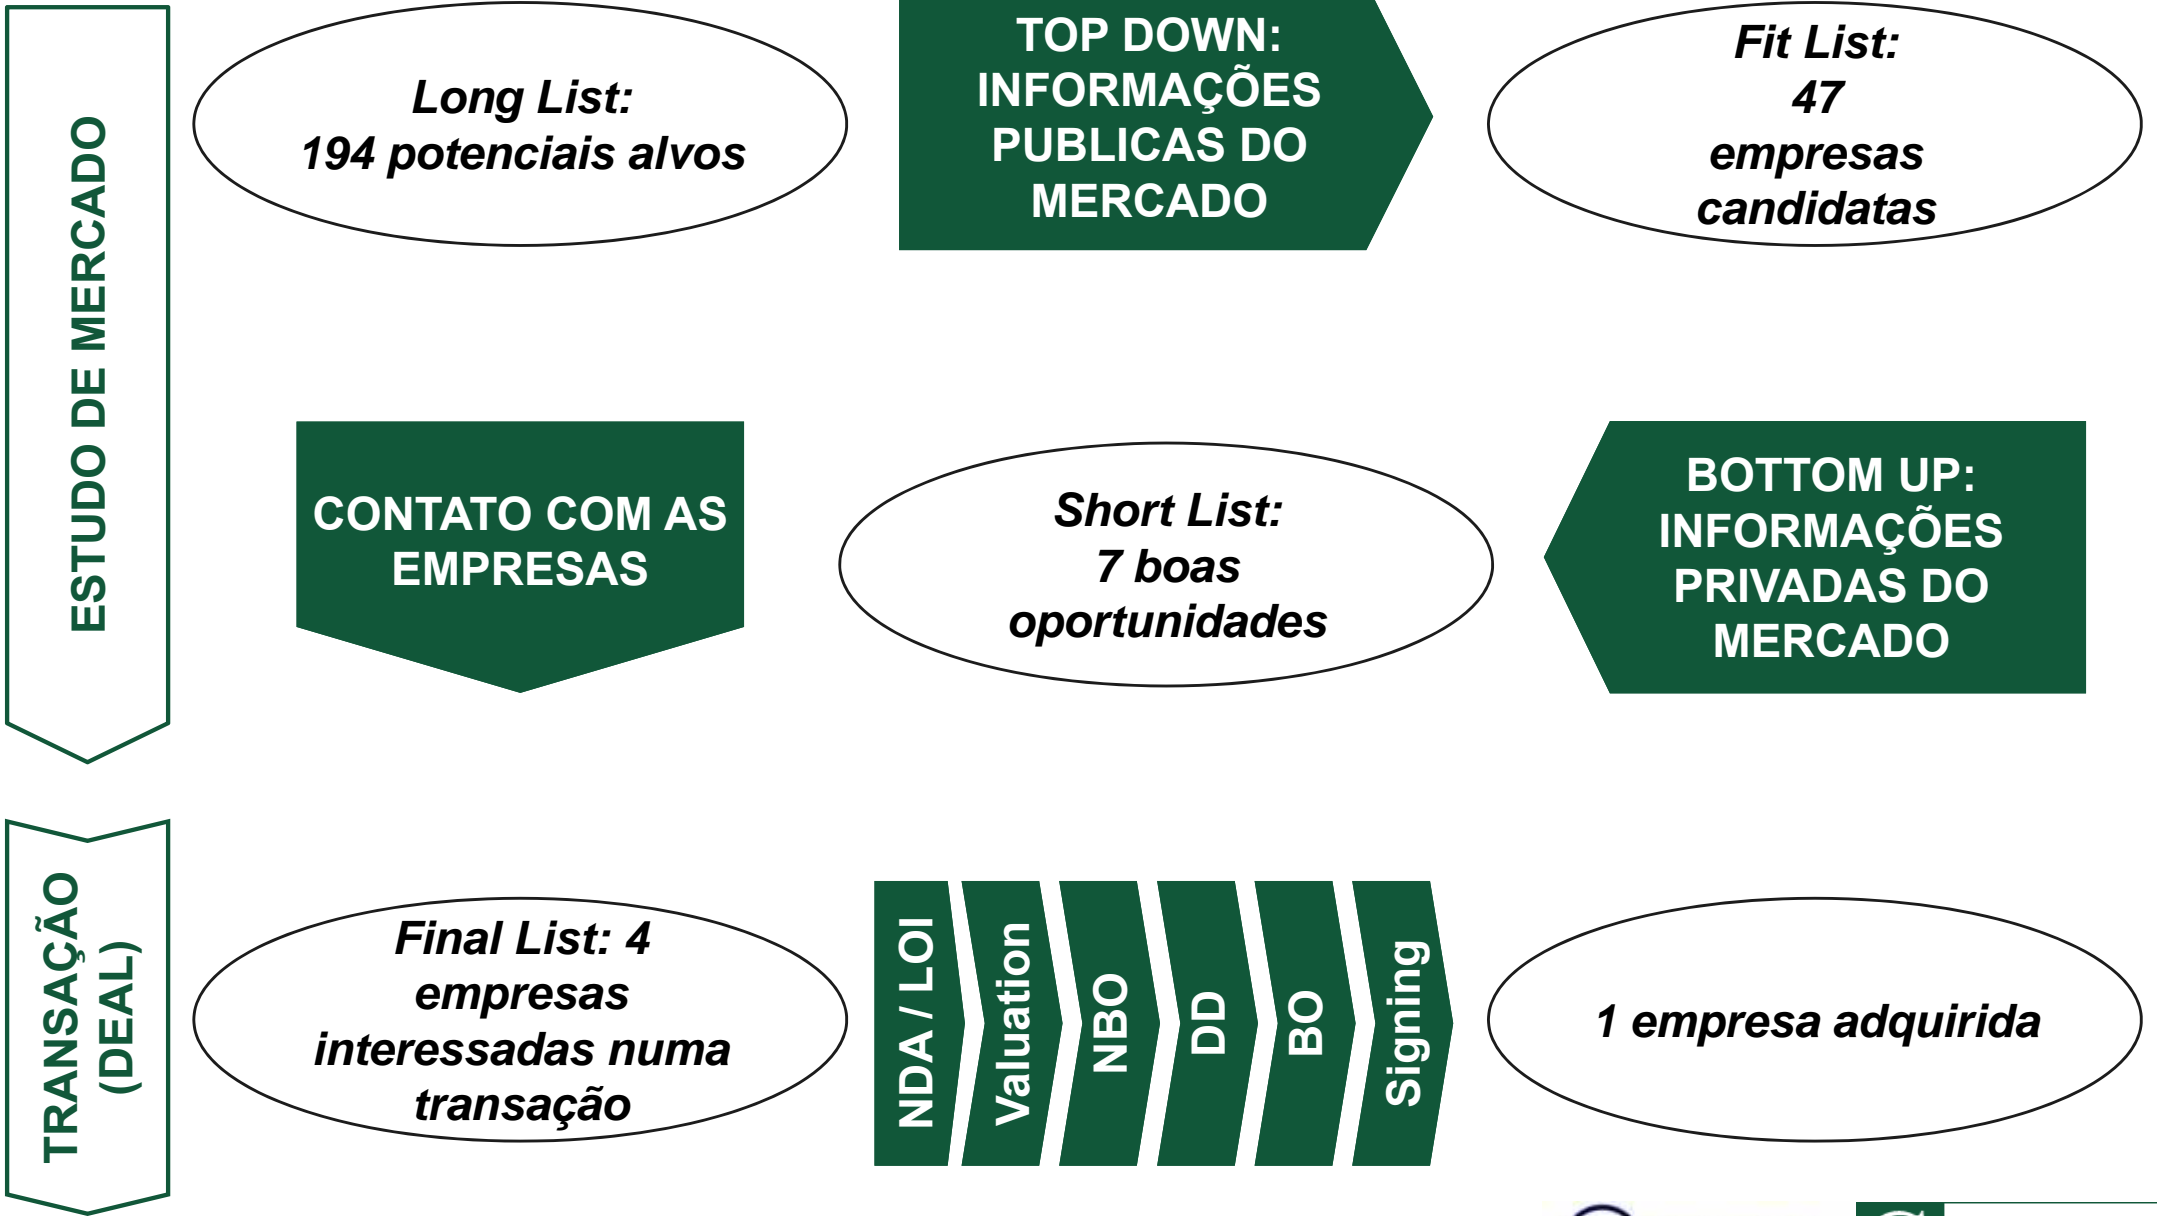 ESTUDO DE MERCADO
Long List:
194 potenciais alvos
TOP DOWN:
INFORMAÇÕES
PUBLICAS DO
MERCADO
Fit List:
47
empresas
candidatas
CONTATO COM AS
EMPRESAS
Short List:
7 boas
oportunidades
BOTTOM UP:
INFORMAÇÕES
PRIVADAS DO
MERCADO
TRANSAÇÃO
(DEAL)
Final List: 4
empresas
interessadas numa
transação
NDA / LOI
Valuation
NBO
DD
BO
Signing
1 empresa adquirida